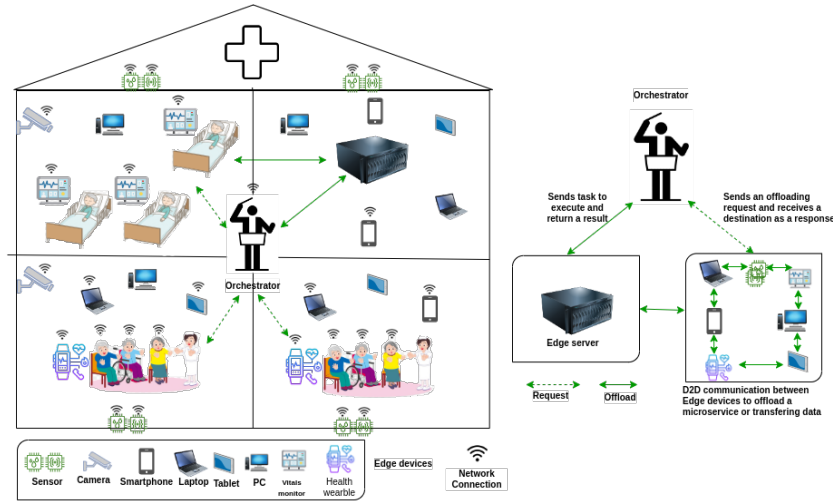 Orchestrator
Sends task to
execute and
return a result
Sends an offloading
request and receives a
destination as a response
Orchestrator
Edge server
Request
Offload
D2D communication between
Edge devices to offload a
microservice or transfering data
Sensor
Camera
Smartphone
Laptop
Tablet
PC
Vitals
monitor
Health
wearble
Edge devices
Network
Connection